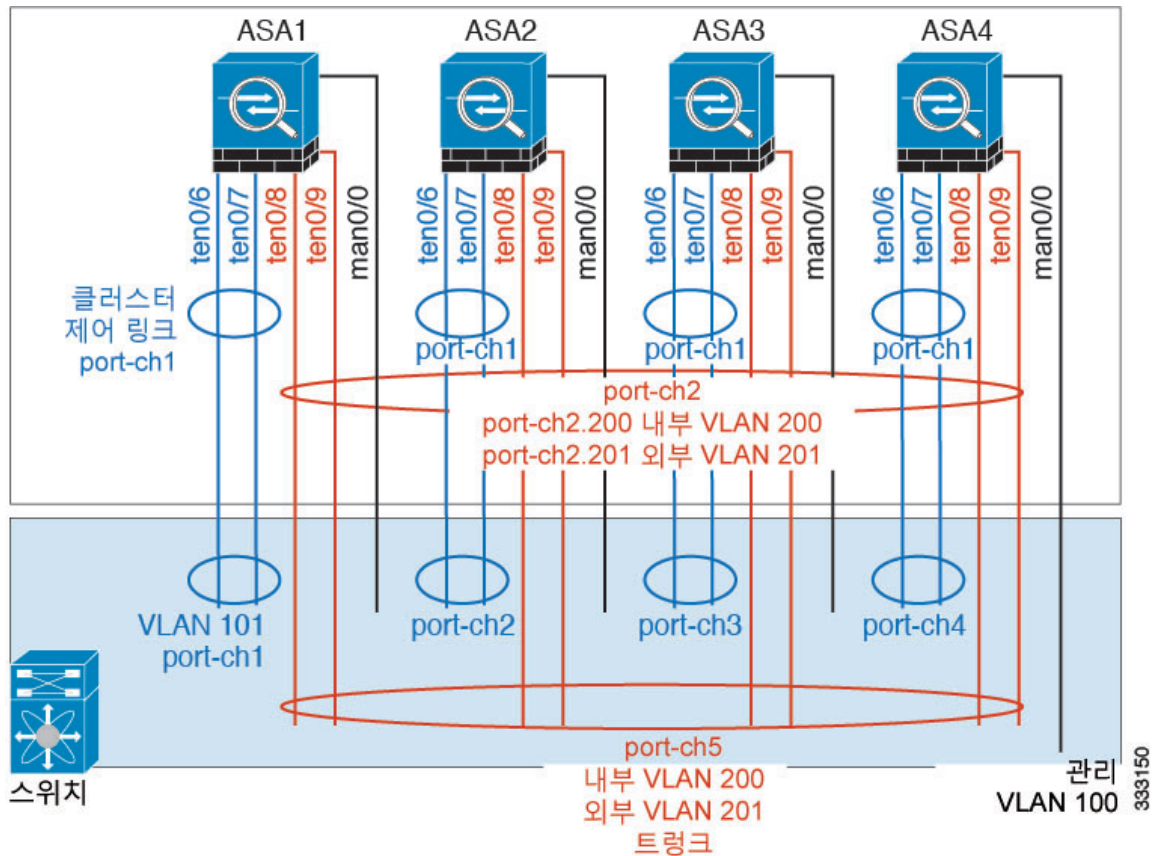 ASA1
ASA2
ASA3
ASA4
ten0/6
ten0/7
ten0/8
ten0/9
man0/0
ten0/6
ten0/7
ten0/8
ten0/9
man0/0
ten0/6
ten0/7
ten0/8
ten0/9
man0/0
ten0/6
ten0/7
ten0/8
ten0/9
man0/0
클러스터
제어 링크
port-ch1
port-ch1
port-ch1
port-ch1
port-ch2
port-ch2.200 내부 VLAN 200
port-ch2.201 외부 VLAN 201
VLAN 101
port-ch1
port-ch2
port-ch3
port-ch4
port-ch5
내부 VLAN 200
외부 VLAN 201
트렁크
스위치
관리
VLAN 100
333150